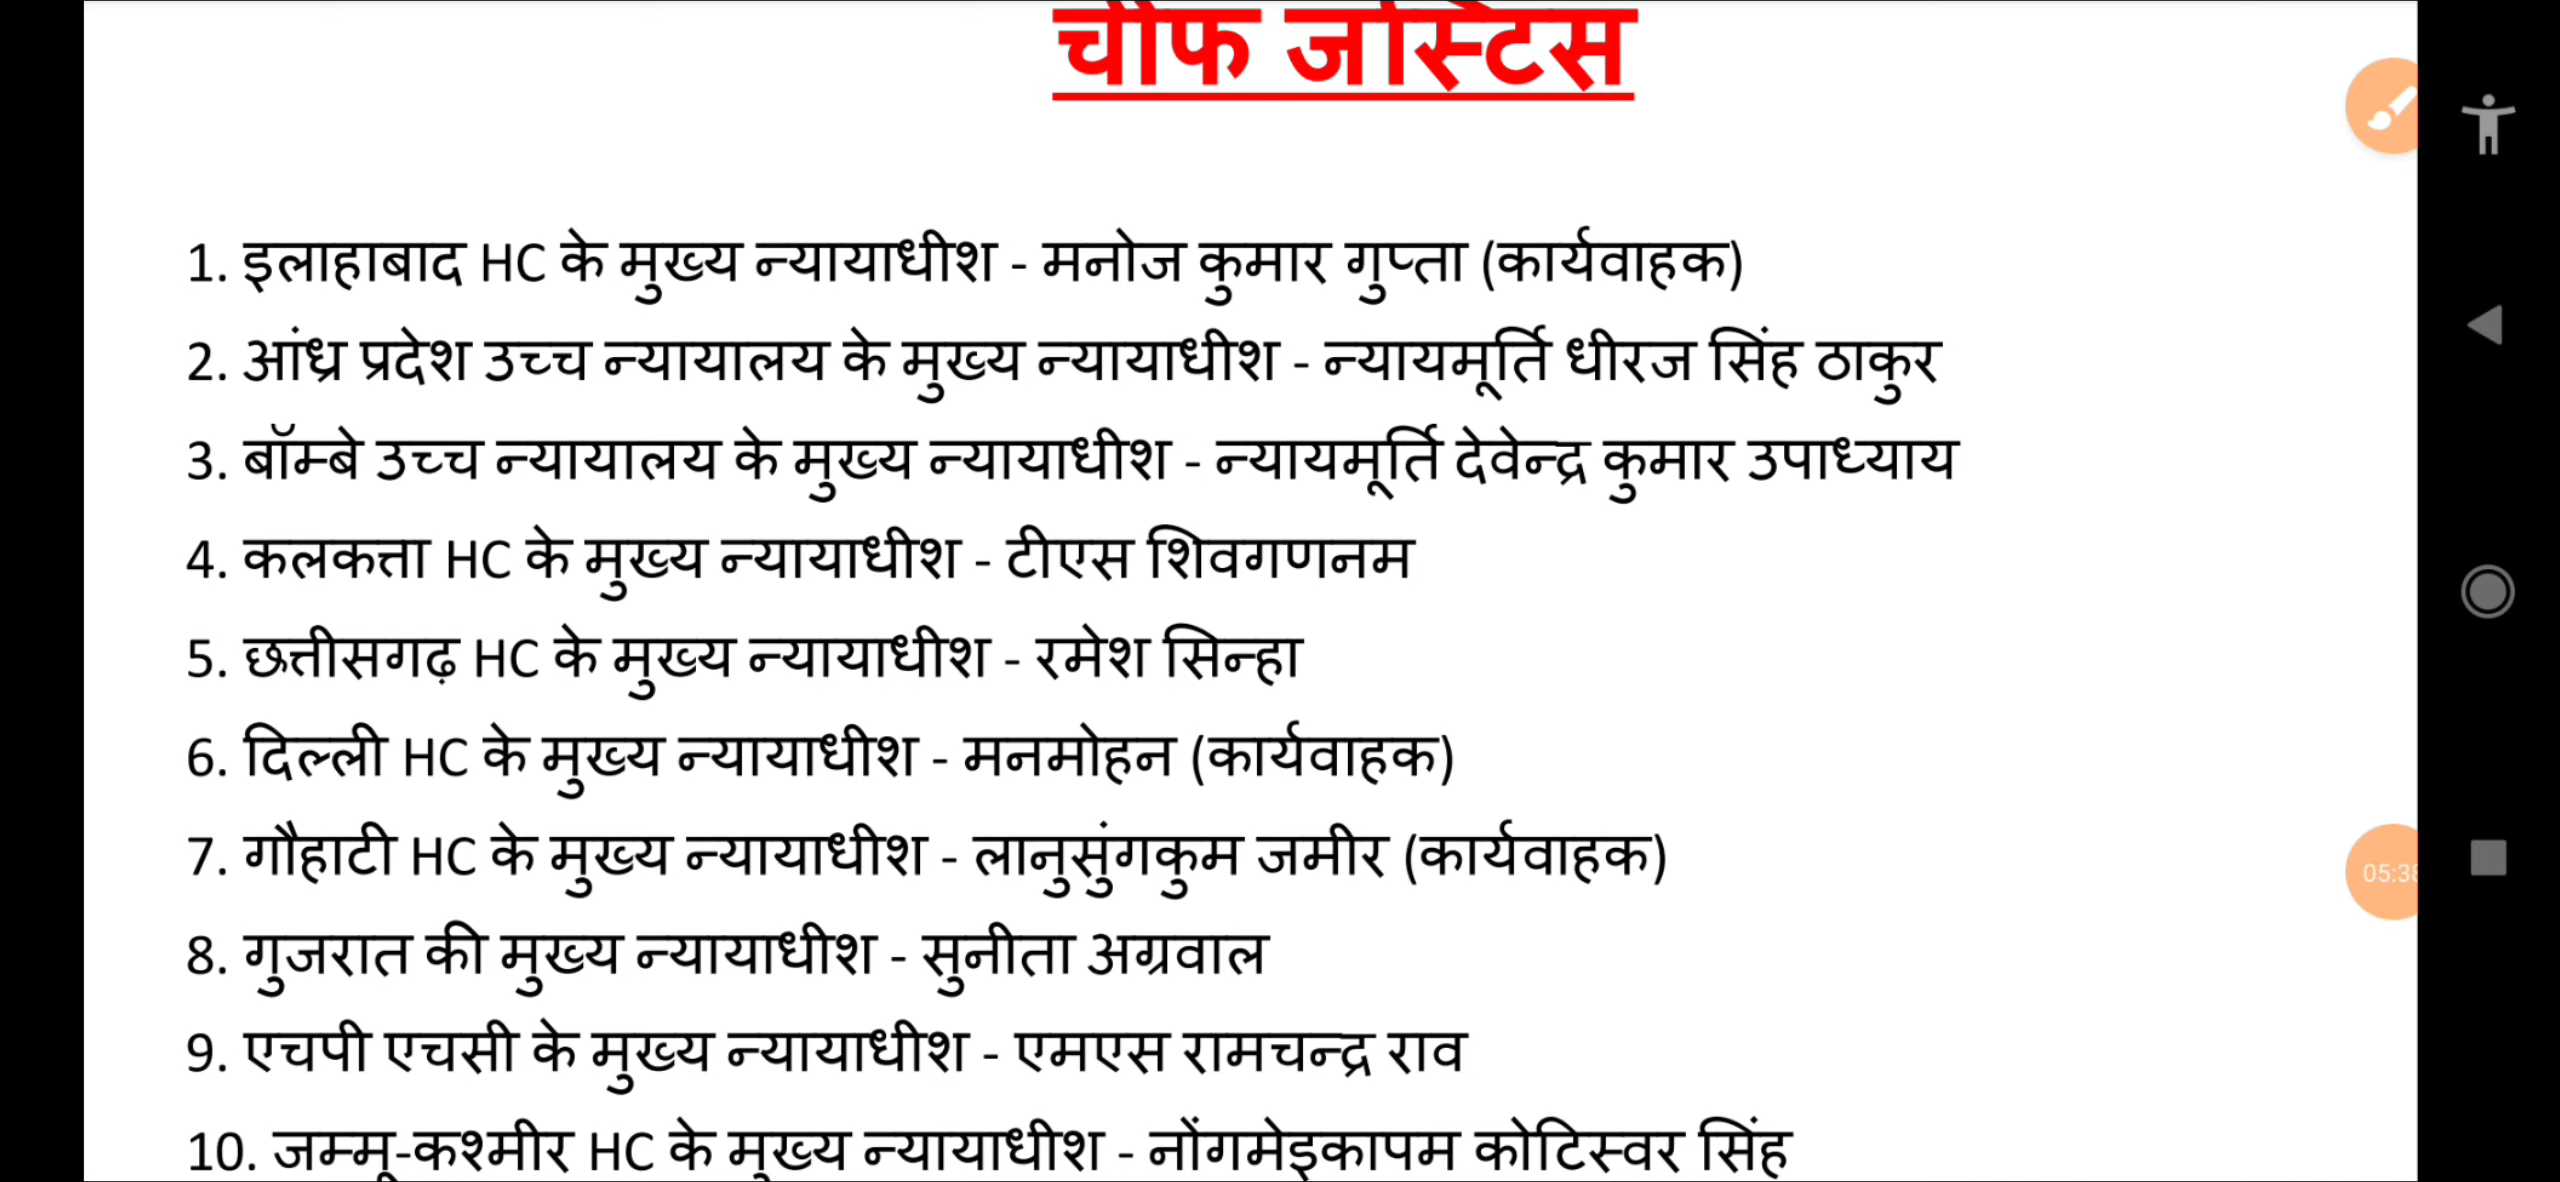 चीफ जस्टिस
1. इलाहाबाद HC के मुख्य न्यायाधीश - मनोज कुमार गुप्ता (कार्यवाहक)
2. आंध्र प्रदेश उच्च न्यायालय के मुख्य न्यायाधीश - न्यायमूर्ति धीरज सिंह ठाकुर
3. बॉम्बे उच्च न्यायालय के मुख्य न्यायाधीश - न्यायमूर्ति देवेन्द्र कुमार उपाध्याय
4. कलकत्ता HC के मुख्य न्यायाधीश - टीएस शिवगणनम
5. छत्तीसगढ़ HC के मुख्य न्यायाधीश - रमेश सिन्हा
6. दिल्ली HC के मुख्य न्यायाधीश - मनमोहन (कार्यवाहक)
7. गौहाटी HC के मुख्य न्यायाधीश - लानुसुंगकुम जमीर (कार्यवाहक)
05:38
8. गुजरात की मुख्य न्यायाधीश - सुनीता अग्रवाल
9. एचपी एचसी के मुख्य न्यायाधीश - एमएस रामचन्द्र राव
10. जम्मू-कश्मीर HC के मुख्य न्यायाधीश - नोंगमेइकापम कोटिस्वर सिंह